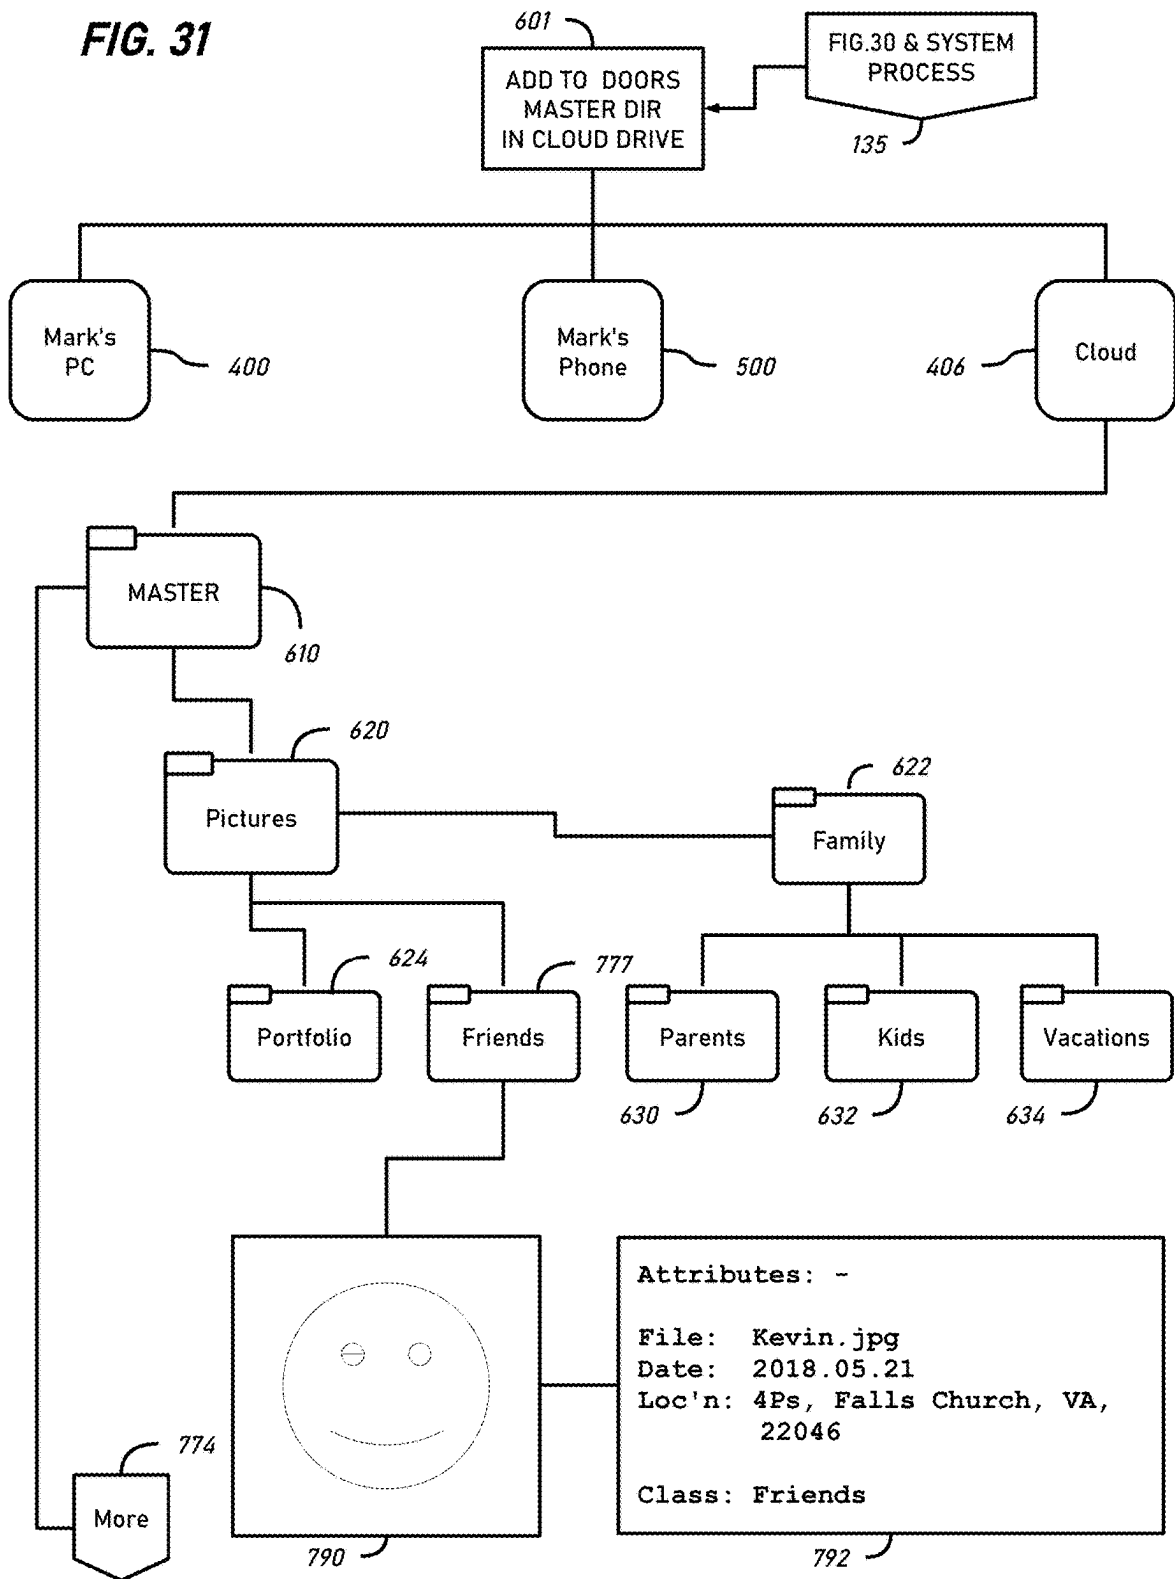 FIG. 31
601
FIG.30 & SYSTEM
PROCESS
ADD TO DOORS
MASTER DIR
IN CLOUD DRIVE
135
Mark's
PC
400
Mark's
Phone
500
406
Cloud
MASTER
610
620
Pictures
622
Family
624
777
Portfolio
Friends
Parents
Kids
Vacations
630
632
634
Attributes: -
File: Kevin.jpg
Date: 2018.05.21
Loc'n: 4Ps, Falls Church, VA,
22046
Class: Friends
774
More
790
792